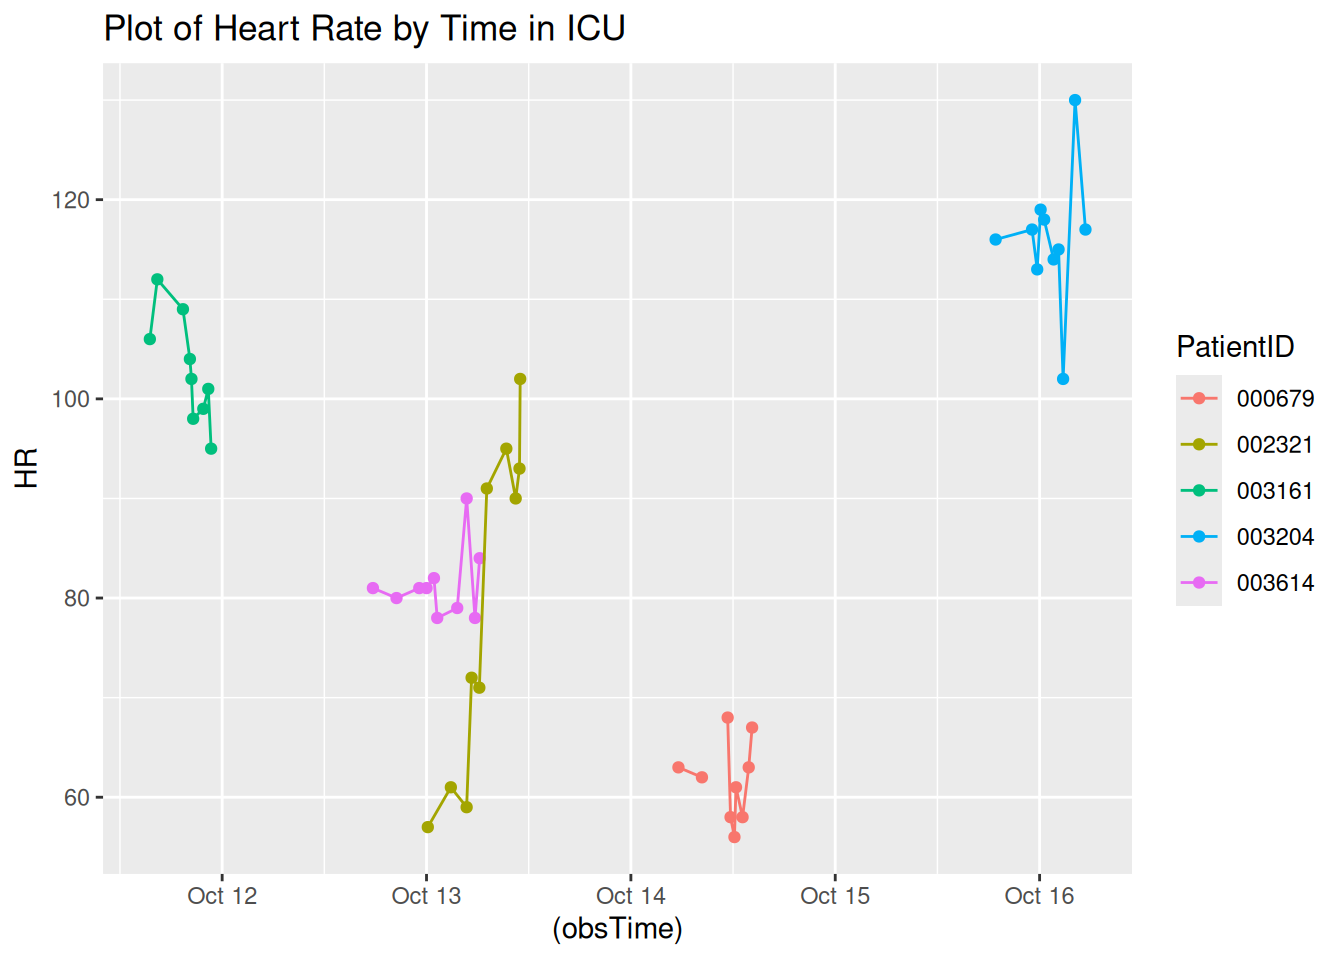 Plot of Heart Rate by Time in ICU
HR
120
100
80
60
Oct 12
Oct 13
Oct 14
Oct 15
Oct 16
(obsTime)
PatientID
000679
002321
003161
003204
003614